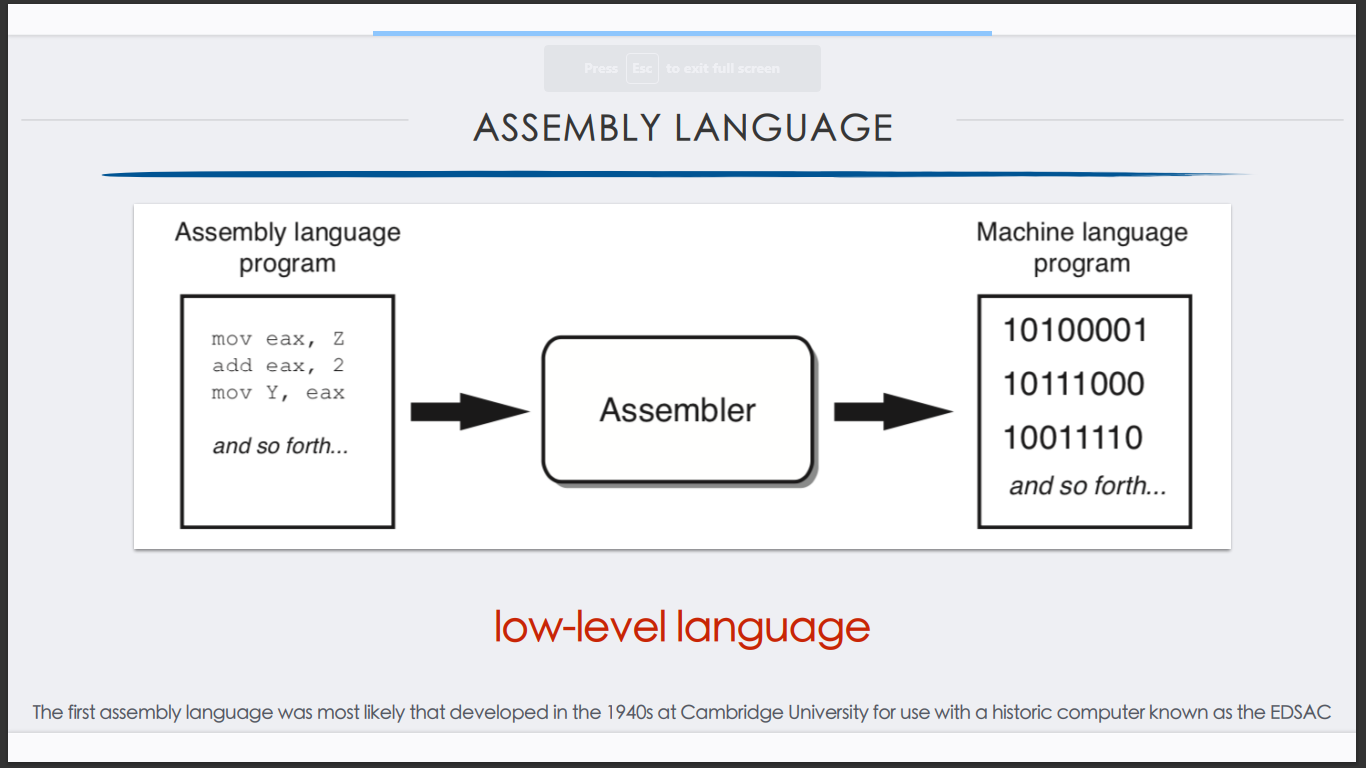 Press Esc to exit full screen
ASSEMBLY LANGUAGE
Assembly language
program
mov eax, Z
add eax, 2
mov Y, eax
and so forth...
Assembler
Machine language
program
10100001
10111000
10011110
and so forth...
low-level language
The first assembly language was most likely that developed in the 1940s at Cambridge University for use with a historic computer known as the EDSAC